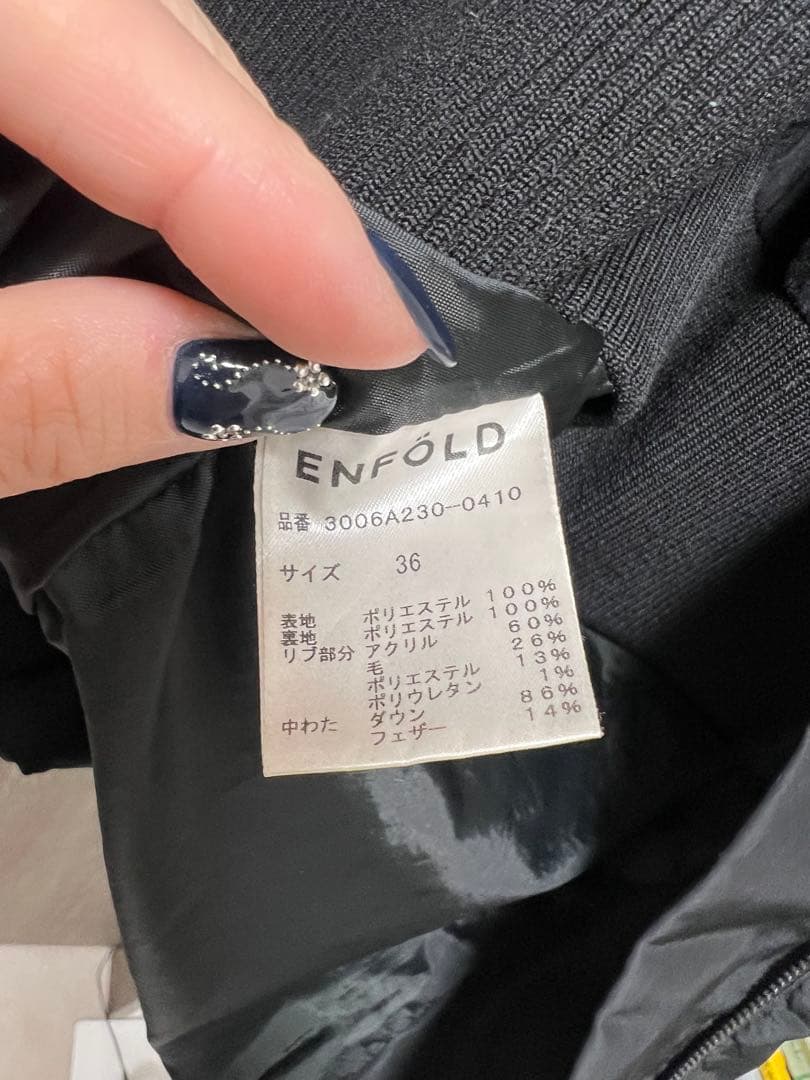 ENFÓLD
品番 3006A230-0410
サイズ 36
表地 ポリエステル 100%
裏地 ポリエステル 100%
リブ部分 アクリル 60%
毛 26%
ポリエステル 13%
ポリウレタン 1%
中わた ダウン 86%
フェザー 14%